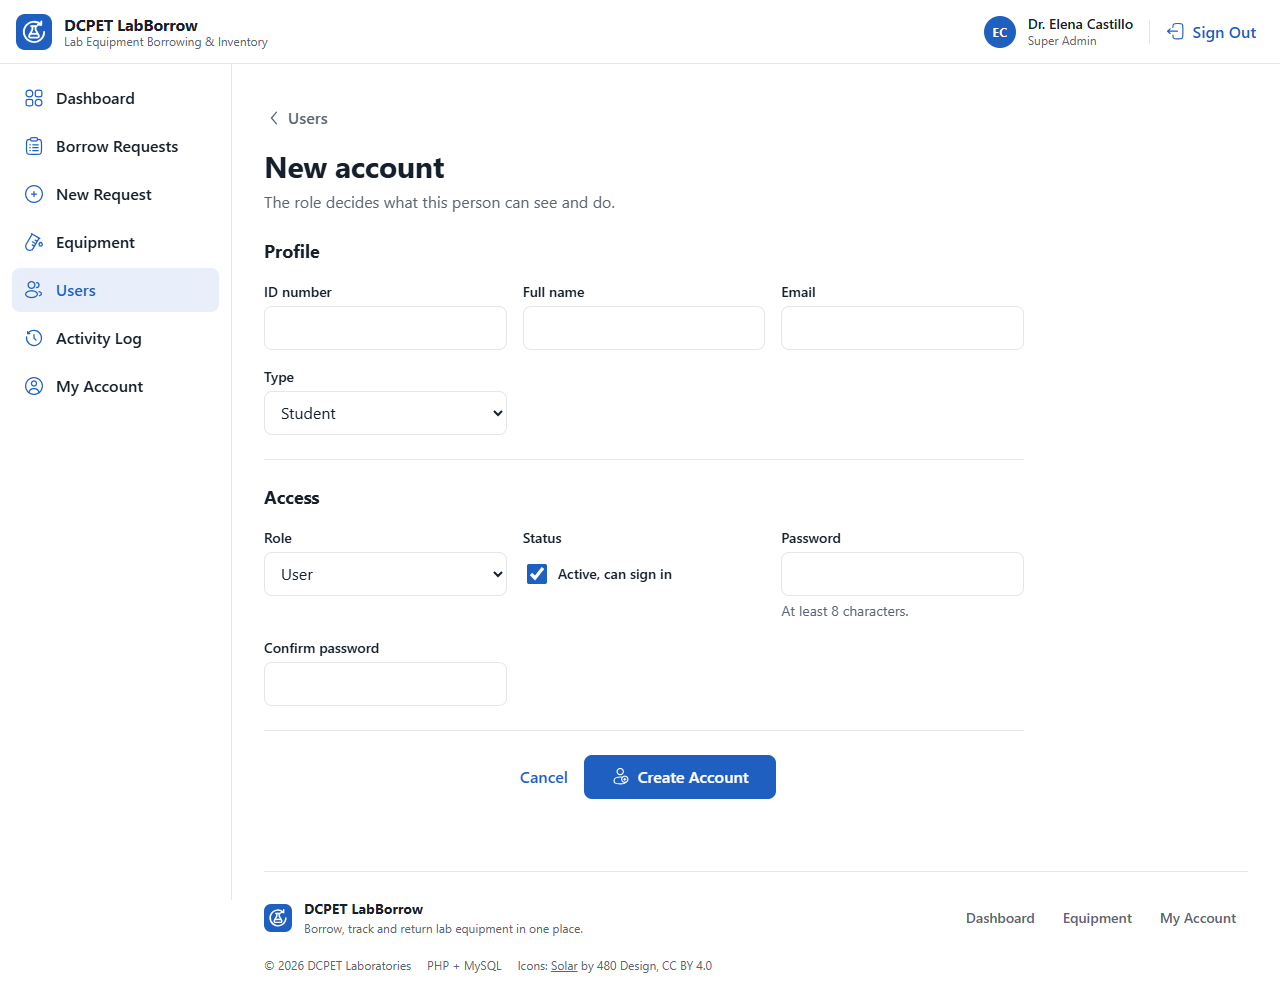 DCPET LabBorrow
Lab Equipment Borrowing & Inventory
EC
Dr. Elena Castillo
Super Admin
Sign Out
Dashboard
Borrow Requests
New Request
Equipment
Users
Activity Log
My Account
Users
New account
The role decides what this person can see and do.
Profile
ID number
Full name
Email
Type
Student
Access
Role
Status
Password
User
Active, can sign in
At least 8 characters.
Confirm password
Cancel
Create Account
DCPET LabBorrow
Borrow, track and return lab equipment in one place.
Dashboard
Equipment
My Account
© 2026 DCPET Laboratories
PHP + MySQL
Icons: Solar by 480 Design, CC BY 4.0